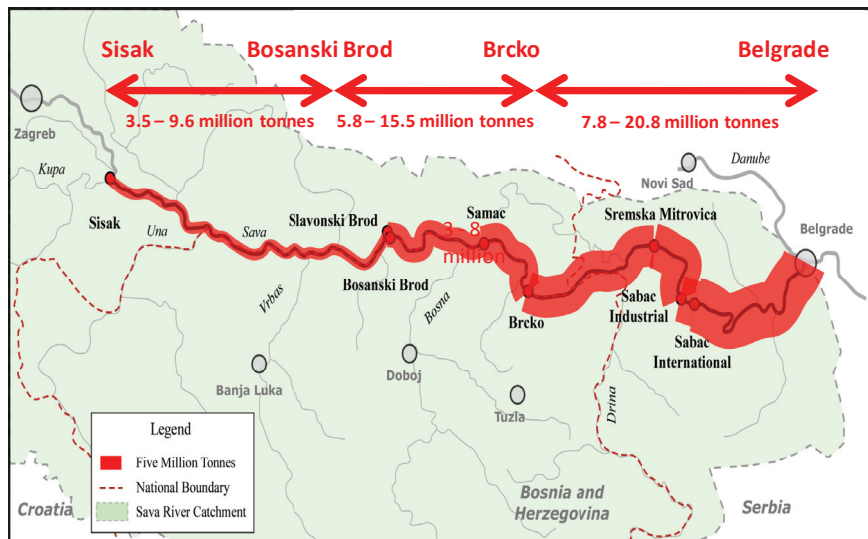 Sisak
Bosanski Brod
Brcko
Belgrade
3.5 – 9.6 million tonnes
5.8 – 15.5 million tonnes
7.8 – 20.8 million tonnes
Zagreb
Novi Sad
Danube
Kupa
Sisak
Una
Sava
Slavonski Brod
Samac
Sremska Mitrovica
Belgrade
3 8
million
Bosanski Brod
Vrbas
Bosna
Brcko
Sabac
Industrial
Sabac
International
Banja Luka
Doboj
Tuzla
Drina
Legend
Five Million Tonnes
National Boundary
Sava River Catchment
Croatia
Bosnia and
Herzegovina
Serbia